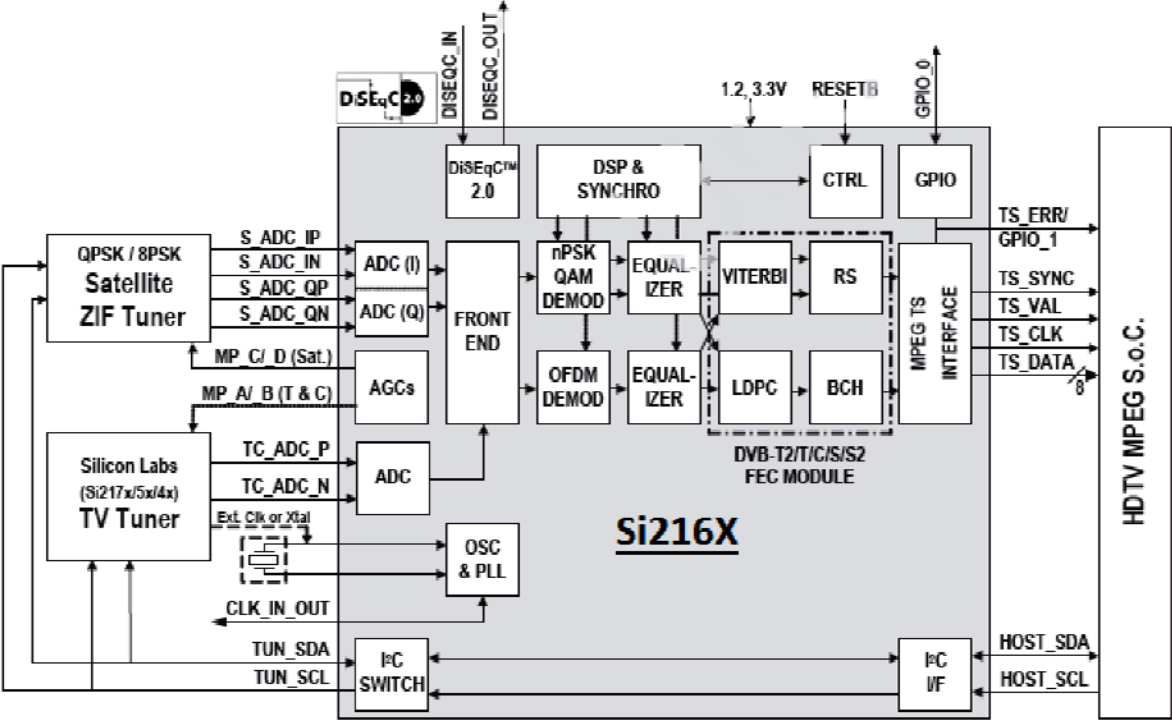 DISEQC_IN
DISEQC_OUT
DiSEqC 2.0
1.2, 3.3V
RESETB
GPIO_0
DiSEqC™
2.0
DSP &
SYNCHRO
CTRL
GPIO
TS_ERR/
GPIO_1
QPSK / 8PSK
Satellite
ZIF Tuner
S_ADC_IP
S_ADC_IN
S_ADC_QP
S_ADC_QN
ADC (I)
ADC (Q)
FRONT
END
nPSK
QAM
DEMOD
EQUAL-
IZER
VITERBI
RS
MPEG TS
INTERFACE
TS_SYNC
TS_VAL
TS_CLK
TS_DATA
8
MP_C/_D (Sat.)
MP_A/_B (T & C)
AGCs
OFDM
DEMOD
EQUAL-
IZER
LDPC
BCH
DVB-T2/T/C/S/S2
FEC MODULE
HDTV MPEG S.o.C.
Silicon Labs
(Si217x/5x/4x)
TV Tuner
TC_ADC_P
TC_ADC_N
ADC
Ext. Clk or Xtal
OSC
& PLL
Si216X
CLK_IN_OUT
TUN_SDA
TUN_SCL
I²C
SWITCH
I²C
I/F
HOST_SDA
HOST_SCL